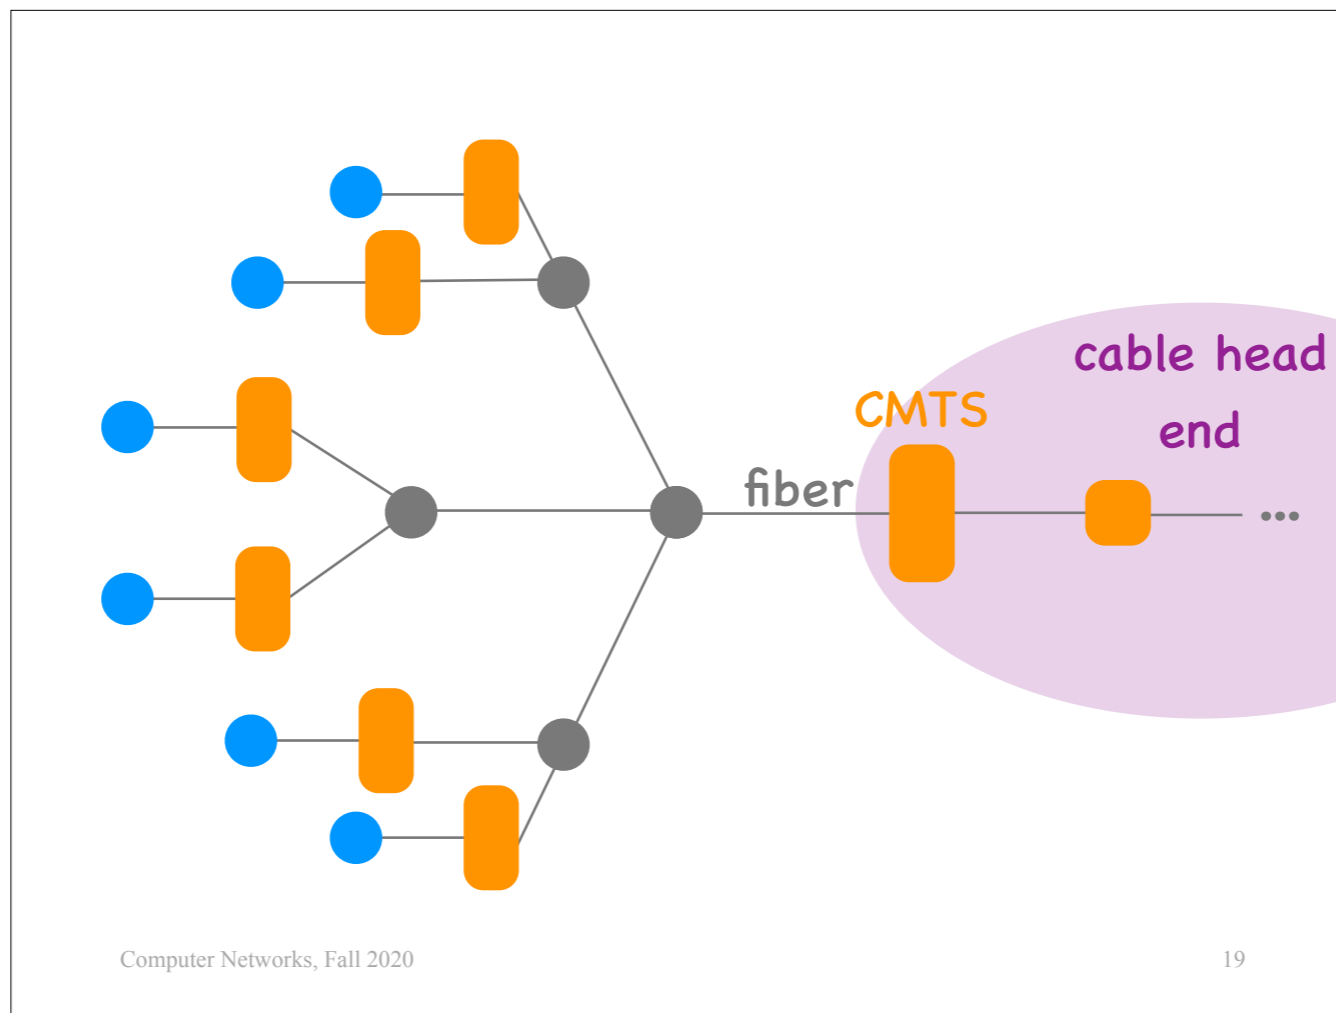 cable head
end
CMTS
fiber
...
Computer Networks, Fall 2020
19